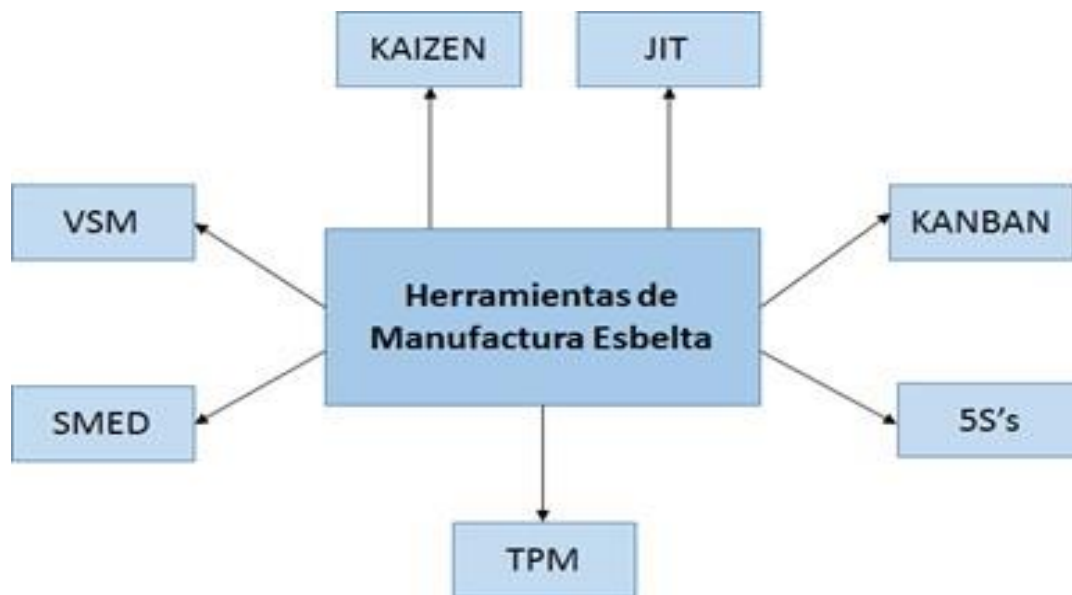 KAIZEN
JIT
VSM
KANBAN
Herramientas de
Manufactura Esbelta
SMED
5S’s
TPM